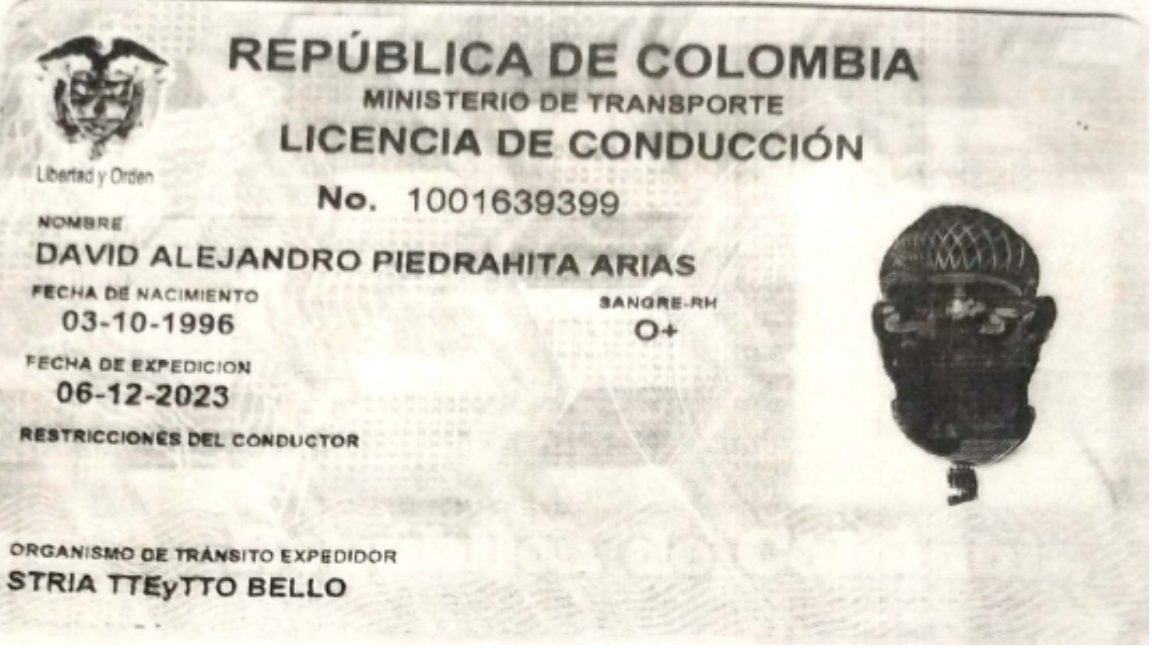 REPÚBLICA DE COLOMBIA
MINISTERIO DE TRANSPORTE
LICENCIA DE CONDUCCIÓN
Libertad y Orden
No. 1001639399
NOMBRE
DAVID ALEJANDRO PIEDRAHITA ARIAS
FECHA DE NACIMIENTO
03-10-1996
SANGRE-RH
O+
FECHA DE EXPEDICION
06-12-2023
RESTRICCIONES DEL CONDUCTOR
ORGANISMO DE TRÁNSITO EXPEDIDOR
STRIA TTEyTTO BELLO